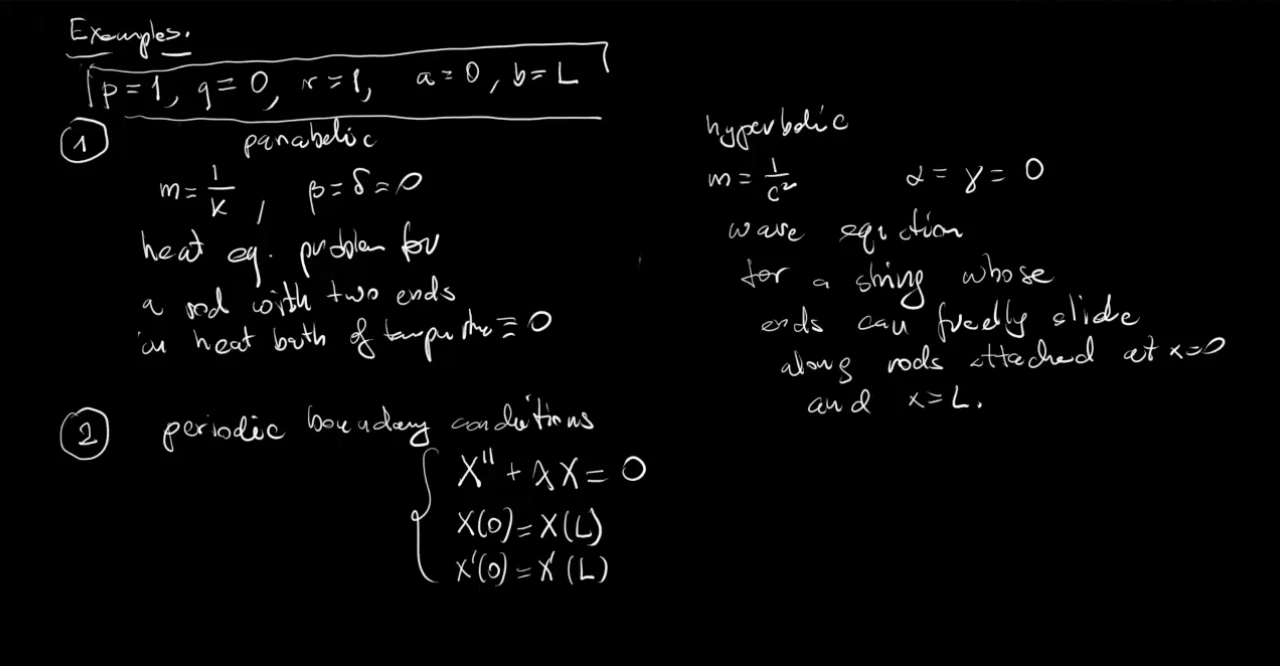 Examples.
p=1, q=0, r=1, a=0, b=L
① parabolic
m=1/K, β=δ=0
heat eq. problem for
a rod with two ends
in heat bath of ≡0
hyperbolic
m=1/c² α=γ=0
wave equation
for a string whose
ends can freely slide
along rods attached at x=0
and x=L.
② periodic boundary conditions
X''+λX=0
X(0)=X(L)
X'(0)=X'(L)